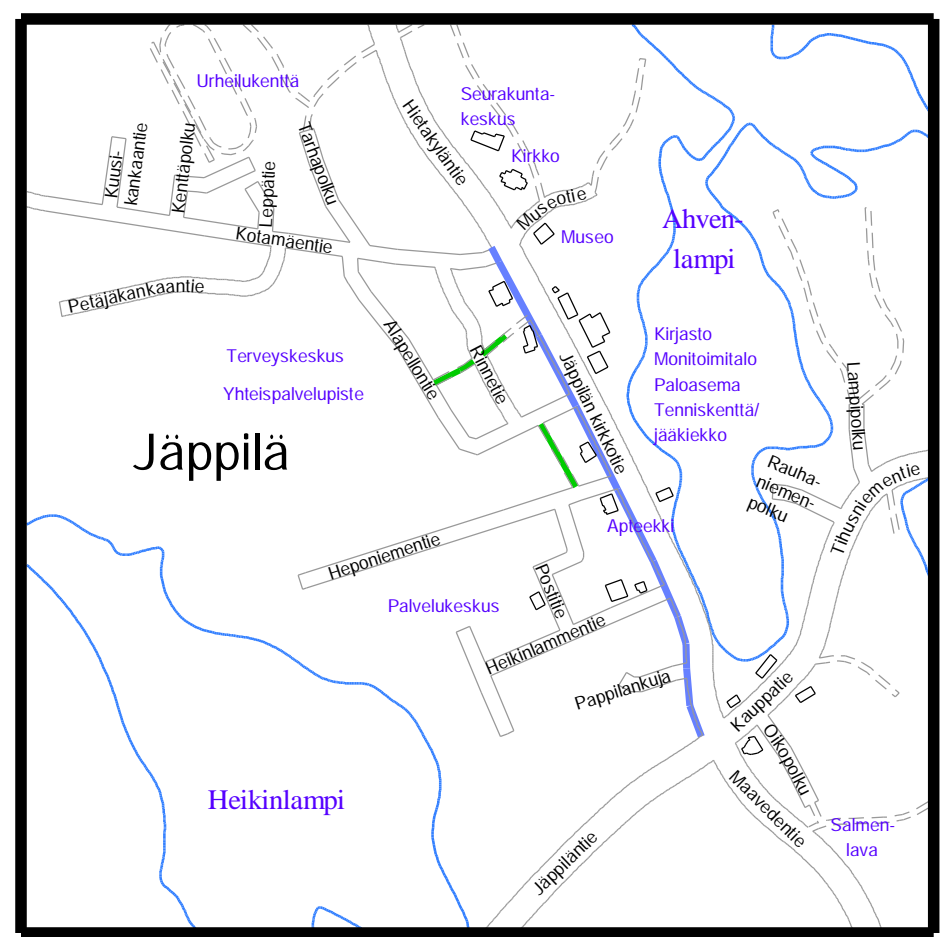 Urheilukenttä
Seurakunta-
keskus
Hietakyläntie
Kirkko
Kuusi-
kankaantie
Kenttäpolku
Leppätie
Tarhapolku
Museotie
Museo
Ahven-
lampi
Kotamäentie
Petäjäkankaantie
Alapellontie
Rinnetie
Terveyskeskus
Yhteispalvelupiste
Jäppilän kirkkotie
Kirjasto
Monitoimitalo
Paloasema
Tenniskenttä/
jääkiekko
Lampipolku
Jäppilä
Rauha-
niemen-
polku
Tihusniementie
Apteekki
Heponiementie
Postitie
Palvelukeskus
Heikinlammentie
Pappilankuja
Kauppatie
Oikopolku
Heikinlampi
Maavedentie
Salmen-
lava
Jäppiläntie